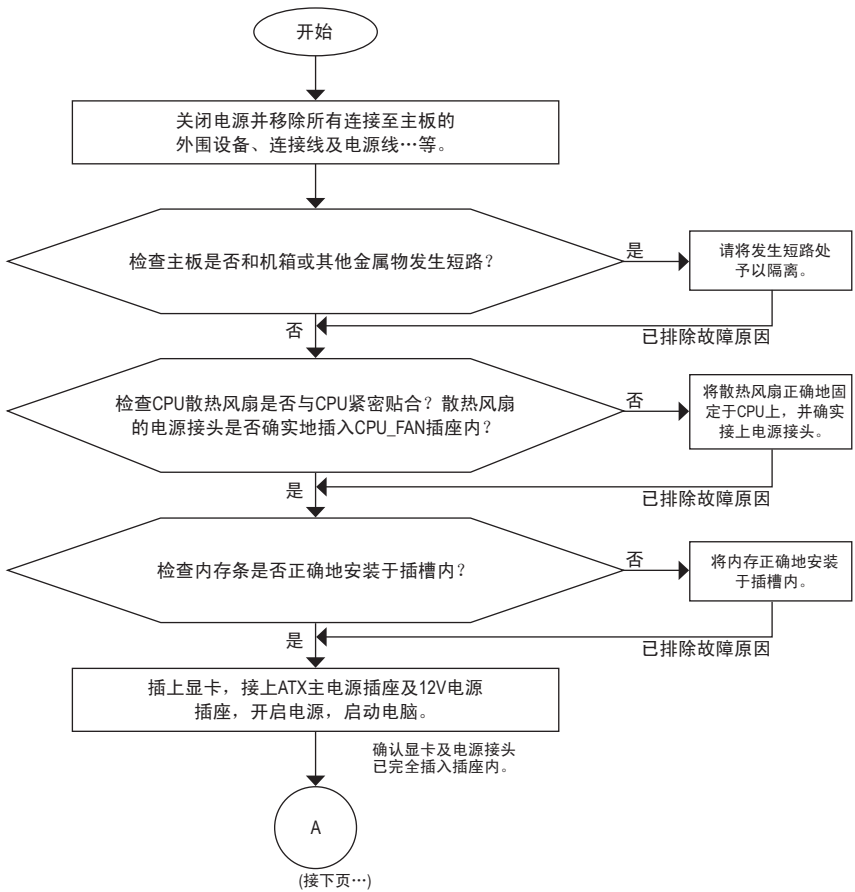 开始
关闭电源并移除所有连接至主板的
外围设备、连接线及电源线…等。
检查主板是否和机箱或其他金属物发生短路？
是
请将发生短路处
予以隔离。
否
已排除故障原因
检查CPU散热风扇是否与CPU紧密贴合？散热风扇
的电源接头是否确实地插入CPU_FAN插座内？
否
将散热风扇正确地固
定于CPU上，并确实
接上电源接头。
是
已排除故障原因
检查内存条是否正确地安装于插槽内？
否
将内存正确地安装
于插槽内。
是
已排除故障原因
插上显卡，接上ATX主电源插座及12V电源
插座，开启电源，启动电脑。
确认显卡及电源接头
已完全插入插座内。
A
(接下页…)